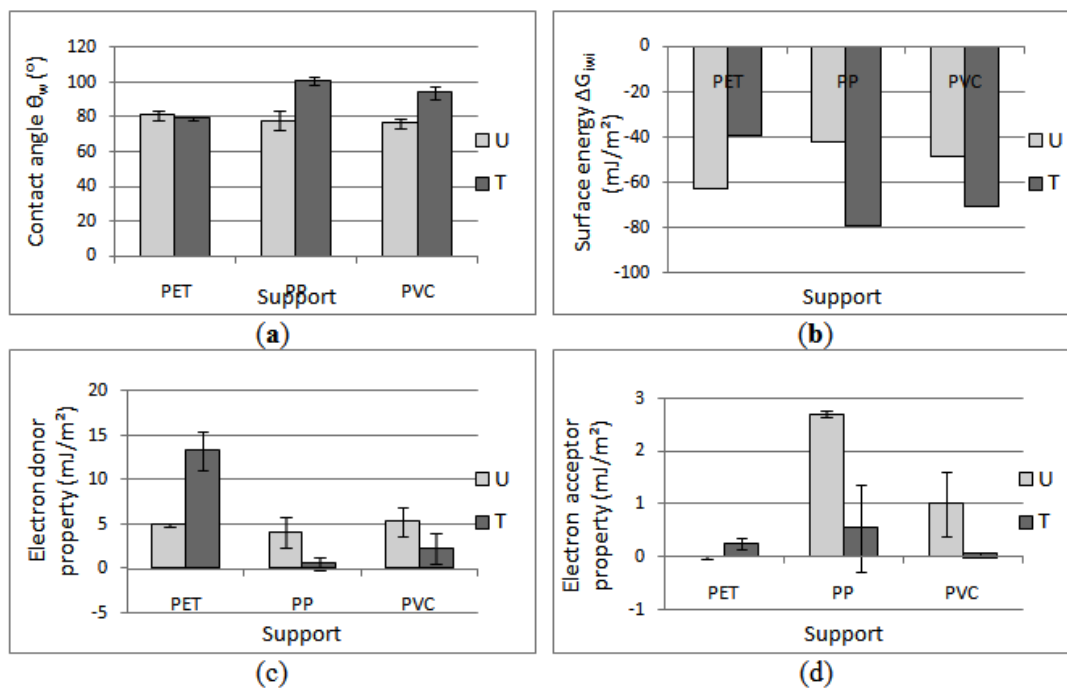 Contact angle θw (°)
120
100
80
60
40
20
0
PET PP PVC
Support
U
T
(a)
Surface energy ΔGiwi
(mJ/m²)
0
-20
-40
-60
-80
-100
PET PP PVC
Support
U
T
(b)
Electron donor
property (mJ/m²)
20
15
10
5
0
-5
PET PP PVC
Support
U
T
(c)
Electron acceptor
property (mJ/m²)
3
2
1
0
-1
PET PP PVC
Support
U
T
(d)